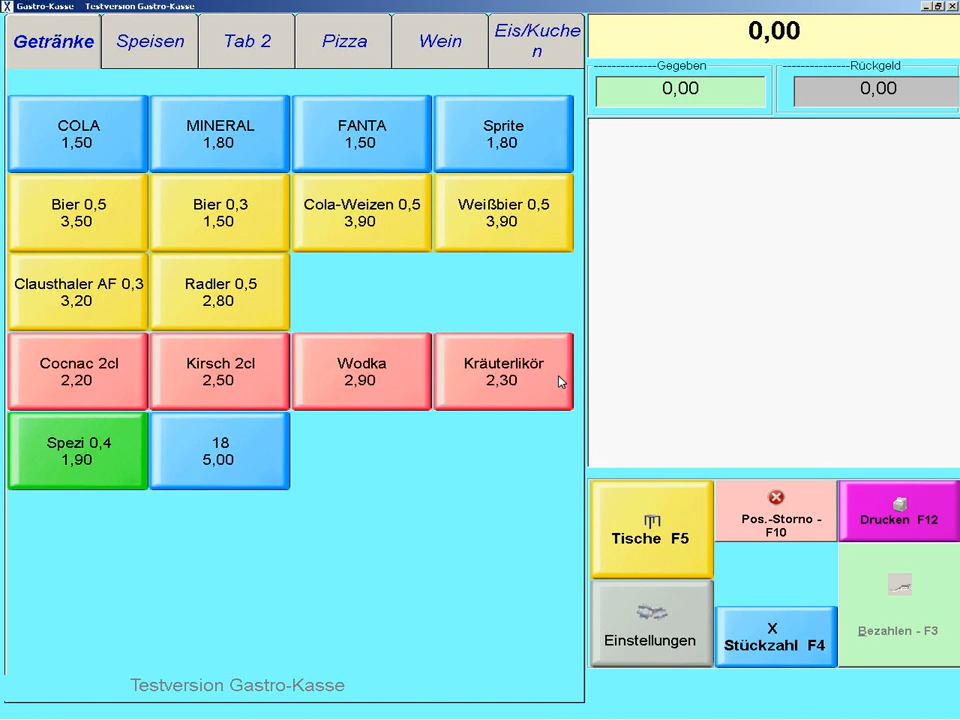 Gastro-Kasse Testversion Gastro-Kasse
Getränke
Speisen
Tab 2
Pizza
Wein
Eis/Kuche
n
0,00
Gegeben
Rückgeld
0,00
0,00
COLA
1,50
MINERAL
1,80
FANTA
1,50
Sprite
1,80
Bier 0,5
3,50
Bier 0,3
1,50
Cola-Weizen 0,5
3,90
Weißbier 0,5
3,90
Clausthaler AF 0,3
3,20
Radler 0,5
2,80
Cocnac 2cl
2,20
Kirsch 2cl
2,50
Wodka
2,90
Kräuterlikör
2,30
Spezi 0,4
1,90
18
5,00
Tische F5
Pos.-Storno -
F10
Drucken F12
Einstellungen
X
Stückzahl F4
Bezahlen - F3
Testversion Gastro-Kasse